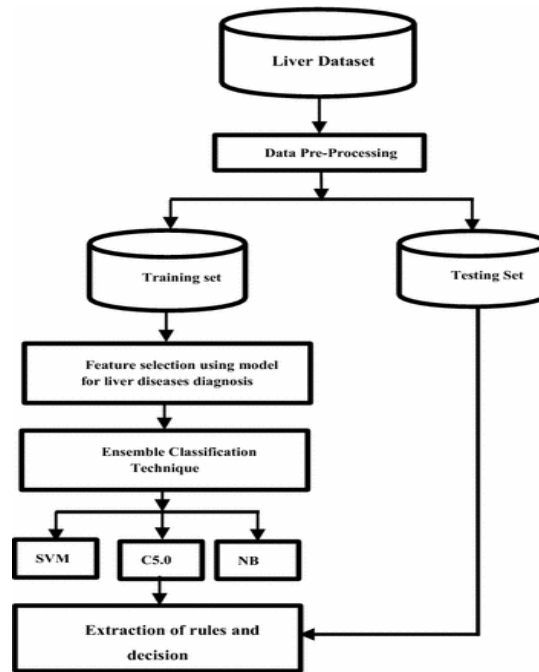 Liver Dataset
Data Pre-Processing
Training set
Testing Set
Feature selection using model
for liver diseases diagnosis
Ensemble Classification
Technique
SVM
C5.0
NB
Extraction of rules and
decision